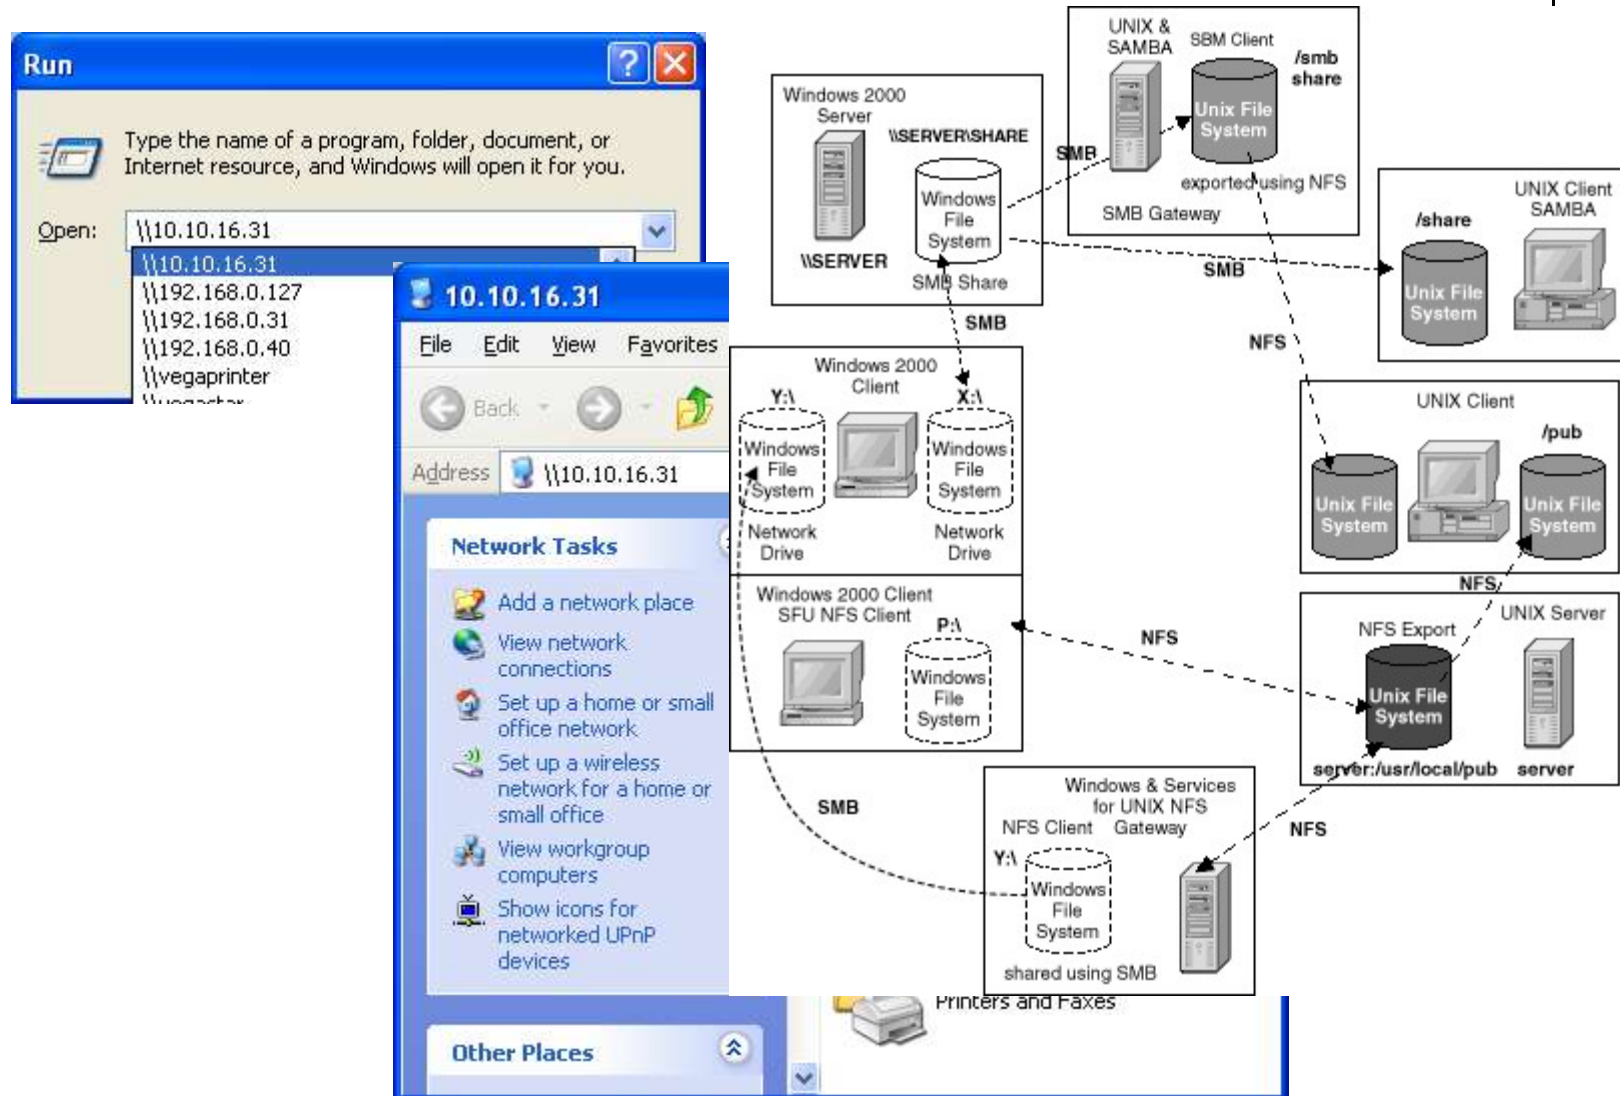 Run
Type the name of a program, folder, document, or
Internet resource, and Windows will open it for you.
Open:
\\10.10.16.31
\\10.10.16.31
\\192.168.0.127
\\192.168.0.31
\\192.168.0.40
\\vegaprinter
10.10.16.31
File Edit View Favorites
Back
Address
\\10.10.16.31
Network Tasks
Add a network place
View network
connections
Set up a home or small
office network
Set up a wireless
network for a home or
small office
View workgroup
computers
Show icons for
networked UPnP
devices
Other Places
Printers and Faxes
Windows 2000
Server
\\SERVER\SHARE
Windows
File
System
\\SERVER
SMB Share
SMB
UNIX &
SAMBA
SBM Client
/smb
share
Unix File
System
exported using NFS
SMB Gateway
SMB
UNIX Client
SAMBA
/share
Unix File
System
SMB
NFS
Windows 2000
Client
Y:\
X:\
Windows
File
System
Windows
File
System
Network
Drive
Network
Drive
UNIX Client
/pub
Unix File
System
Unix File
System
NFS
Windows 2000 Client
SFU NFS Client
P:\
Windows
File
System
NFS
UNIX Server
NFS Export
Unix File
System
server:/usr/local/pub
server
SMB
NFS
Windows & Services
for UNIX NFS
NFS Client
Gateway
Y:\
Windows
File
System
shared using SMB